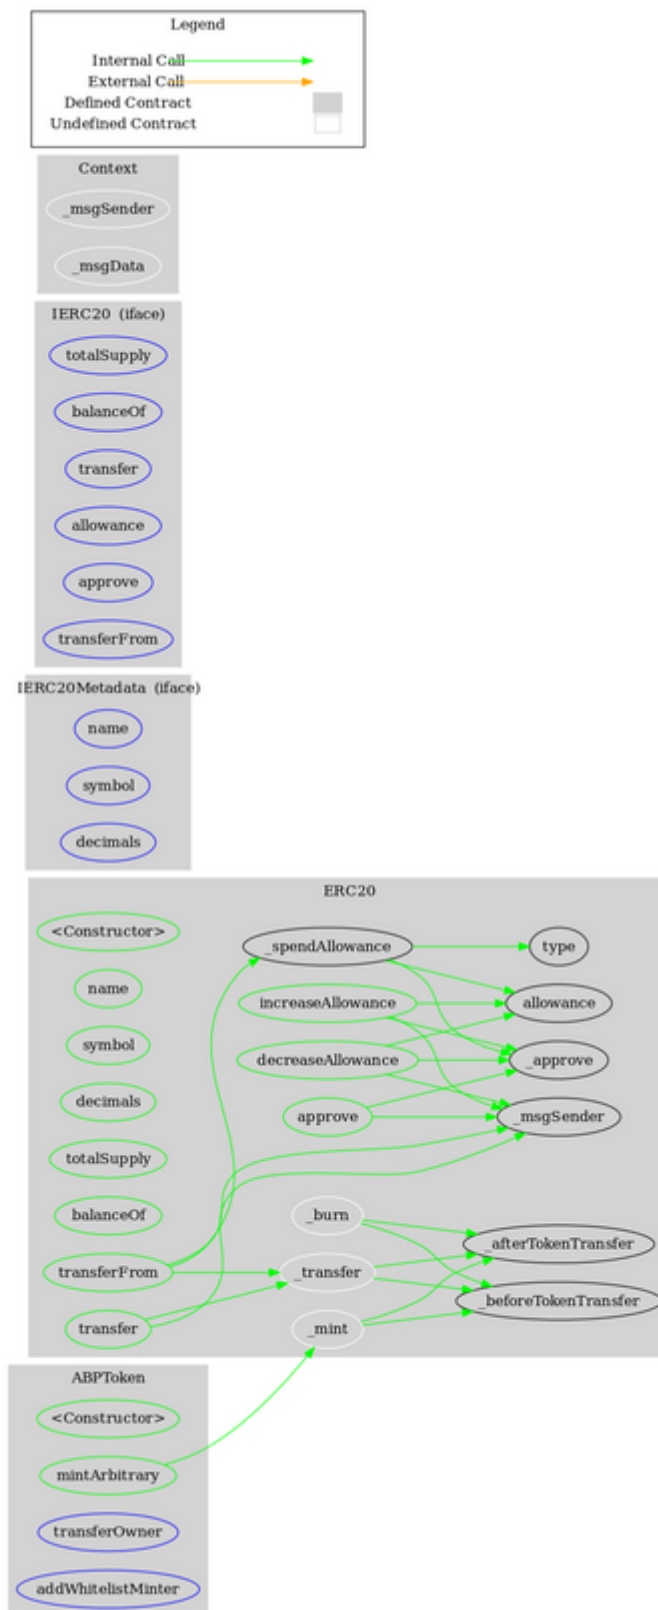 Legend
Internal Call
External Call
Defined Contract
Undefined Contract
Context
_msgSender
_msgData
IERC20 (iface)
totalSupply
balanceOf
transfer
allowance
approve
transferFrom
IERC20Metadata (iface)
name
symbol
decimals
ERC20
<Constructor>
name
symbol
decimals
totalSupply
balanceOf
transferFrom
transfer
_spendAllowance
increaseAllowance
decreaseAllowance
approve
_burn
_transfer
_mint
type
allowance
_approve
_msgSender
_afterTokenTransfer
_beforeTokenTransfer
ABPToken
<Constructor>
mintArbitrary
transferOwner
addWhitelistMinter